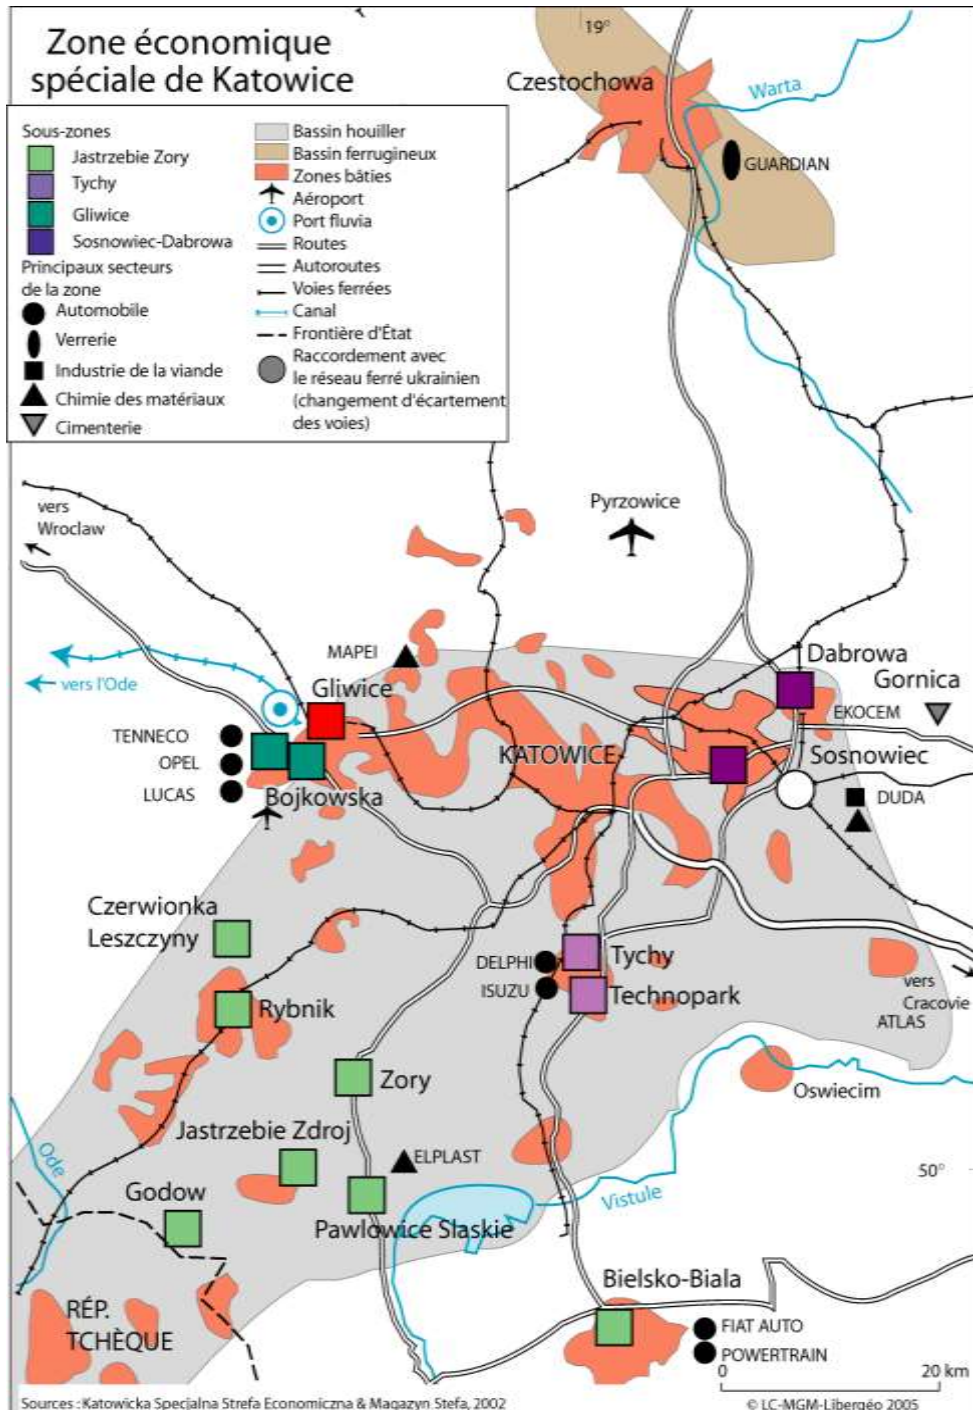 Zone économique
spéciale de Katowice
Sous-zones
Jastrzebie Zory
Tychy
Gliwice
Sosnowiec-Dabrowa
Principaux secteurs
de la zone
Automobile
Verrerie
Industrie de la viande
Chimie des matériaux
Cimenterie
Bassin houiller
Bassin ferrugineux
Zones bâties
Aéroport
Port fluvia
Routes
Autoroutes
Voies ferrées
Canal
Frontière d'État
Raccordement avec
le réseau ferré ukrainien
(changement d'écartement
des voies)
19°
Czestochowa
Warta
GUARDIAN
vers
Wroclaw
Pyrzowice
vers l'Ode
MAPEI
Gliwice
Dabrowa
Gornica
EKOCEM
TENNECO
OPEL
LUCAS
KATOWICE
Sosnowiec
Bojkowska
DUDA
Czerwionka
Leszczyny
DELPHI
Tychy
ISUZU
Technopark
vers
Cracovie
ATLAS
Rybnik
Zory
Oswiecim
Jastrzebie Zdroj
ELPLAST
50°
Ode
Godow
Vistule
Pawlowice Slaskie
Bielsko-Biala
RÉP.
TCHÈQUE
FIAT AUTO
POWERTRAIN
0 20 km
Sources : Katowicka Specjalna Strefa Economiczna & Magazyn Stefa, 2002
© LC-MGM-Libergéo 2005